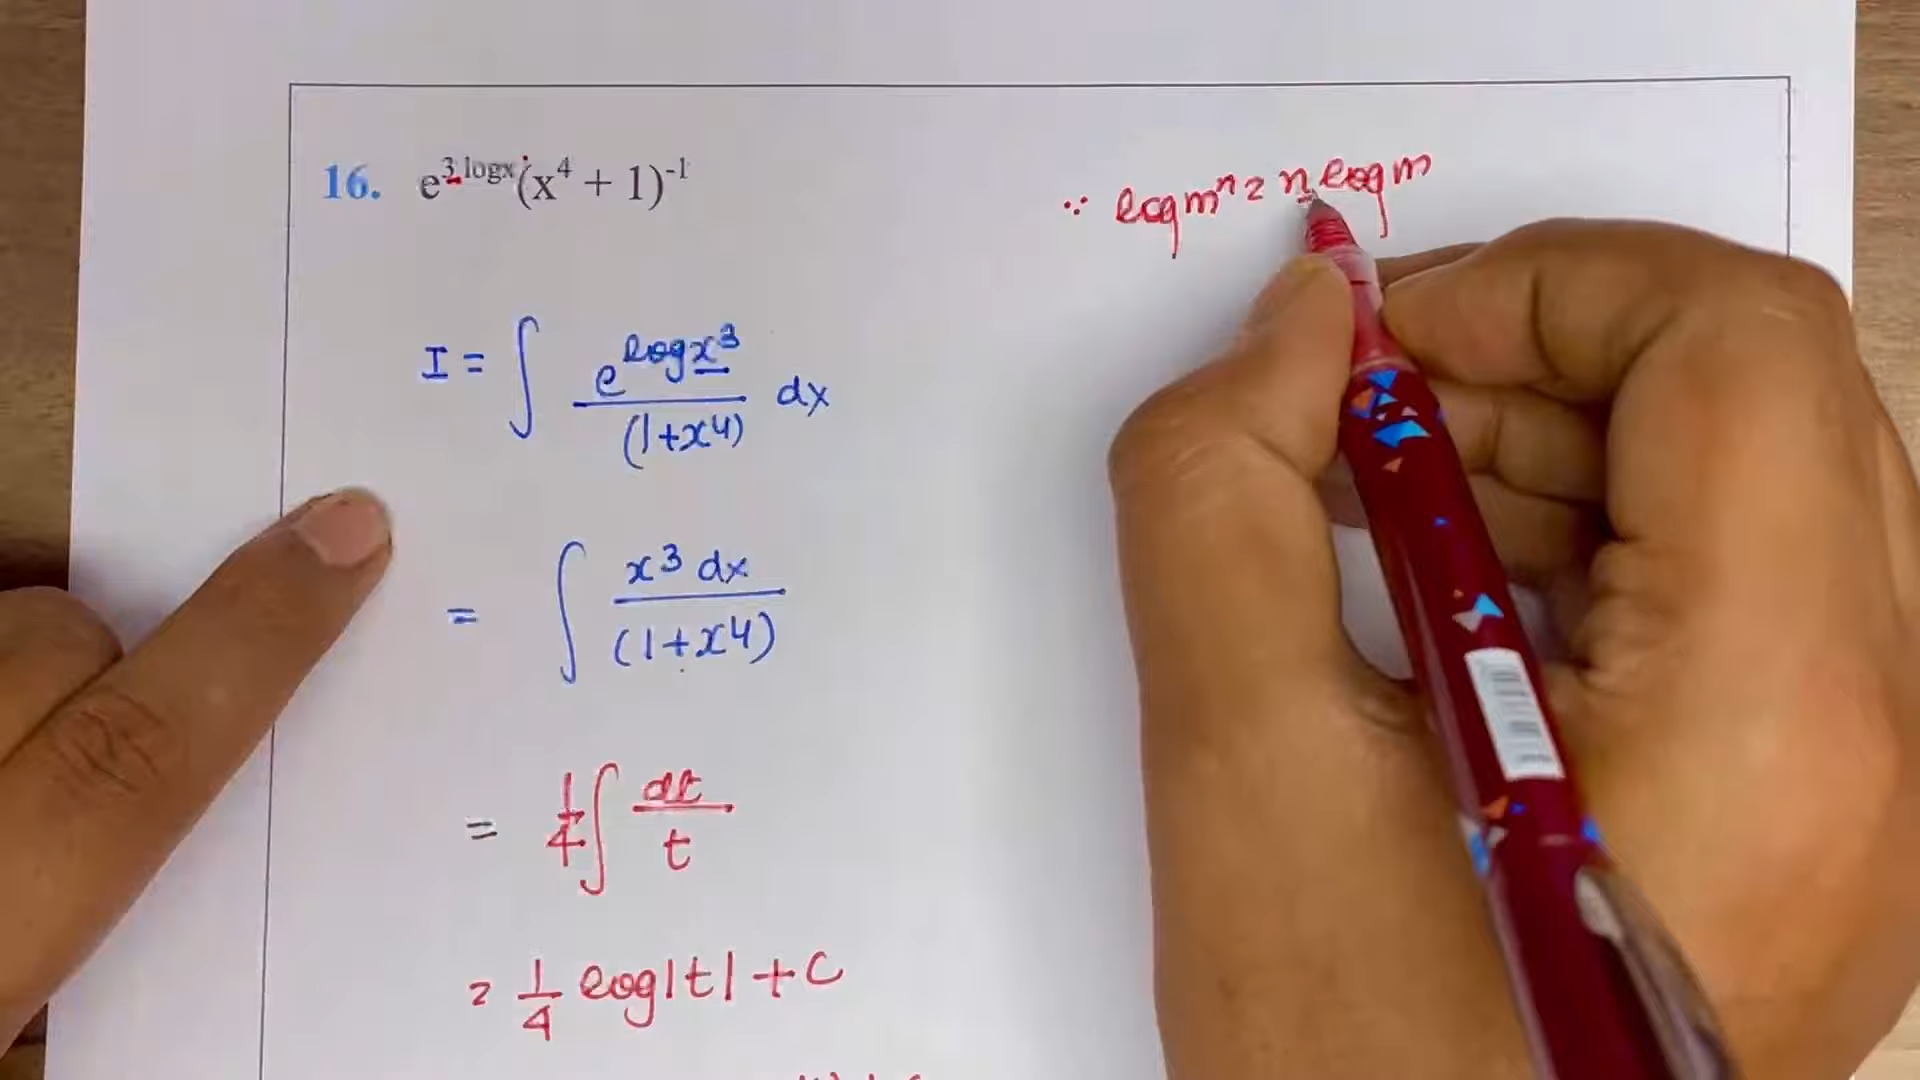 16. e^{3 logx}(x^4 + 1)^{-1}
∵ log m^n = n log m
I = ∫ e^{log x^3} / (1+x^4) dx
= ∫ x^3 dx / (1+x^4)
= 1/4 ∫ dt / t
= 1/4 log|t| + C